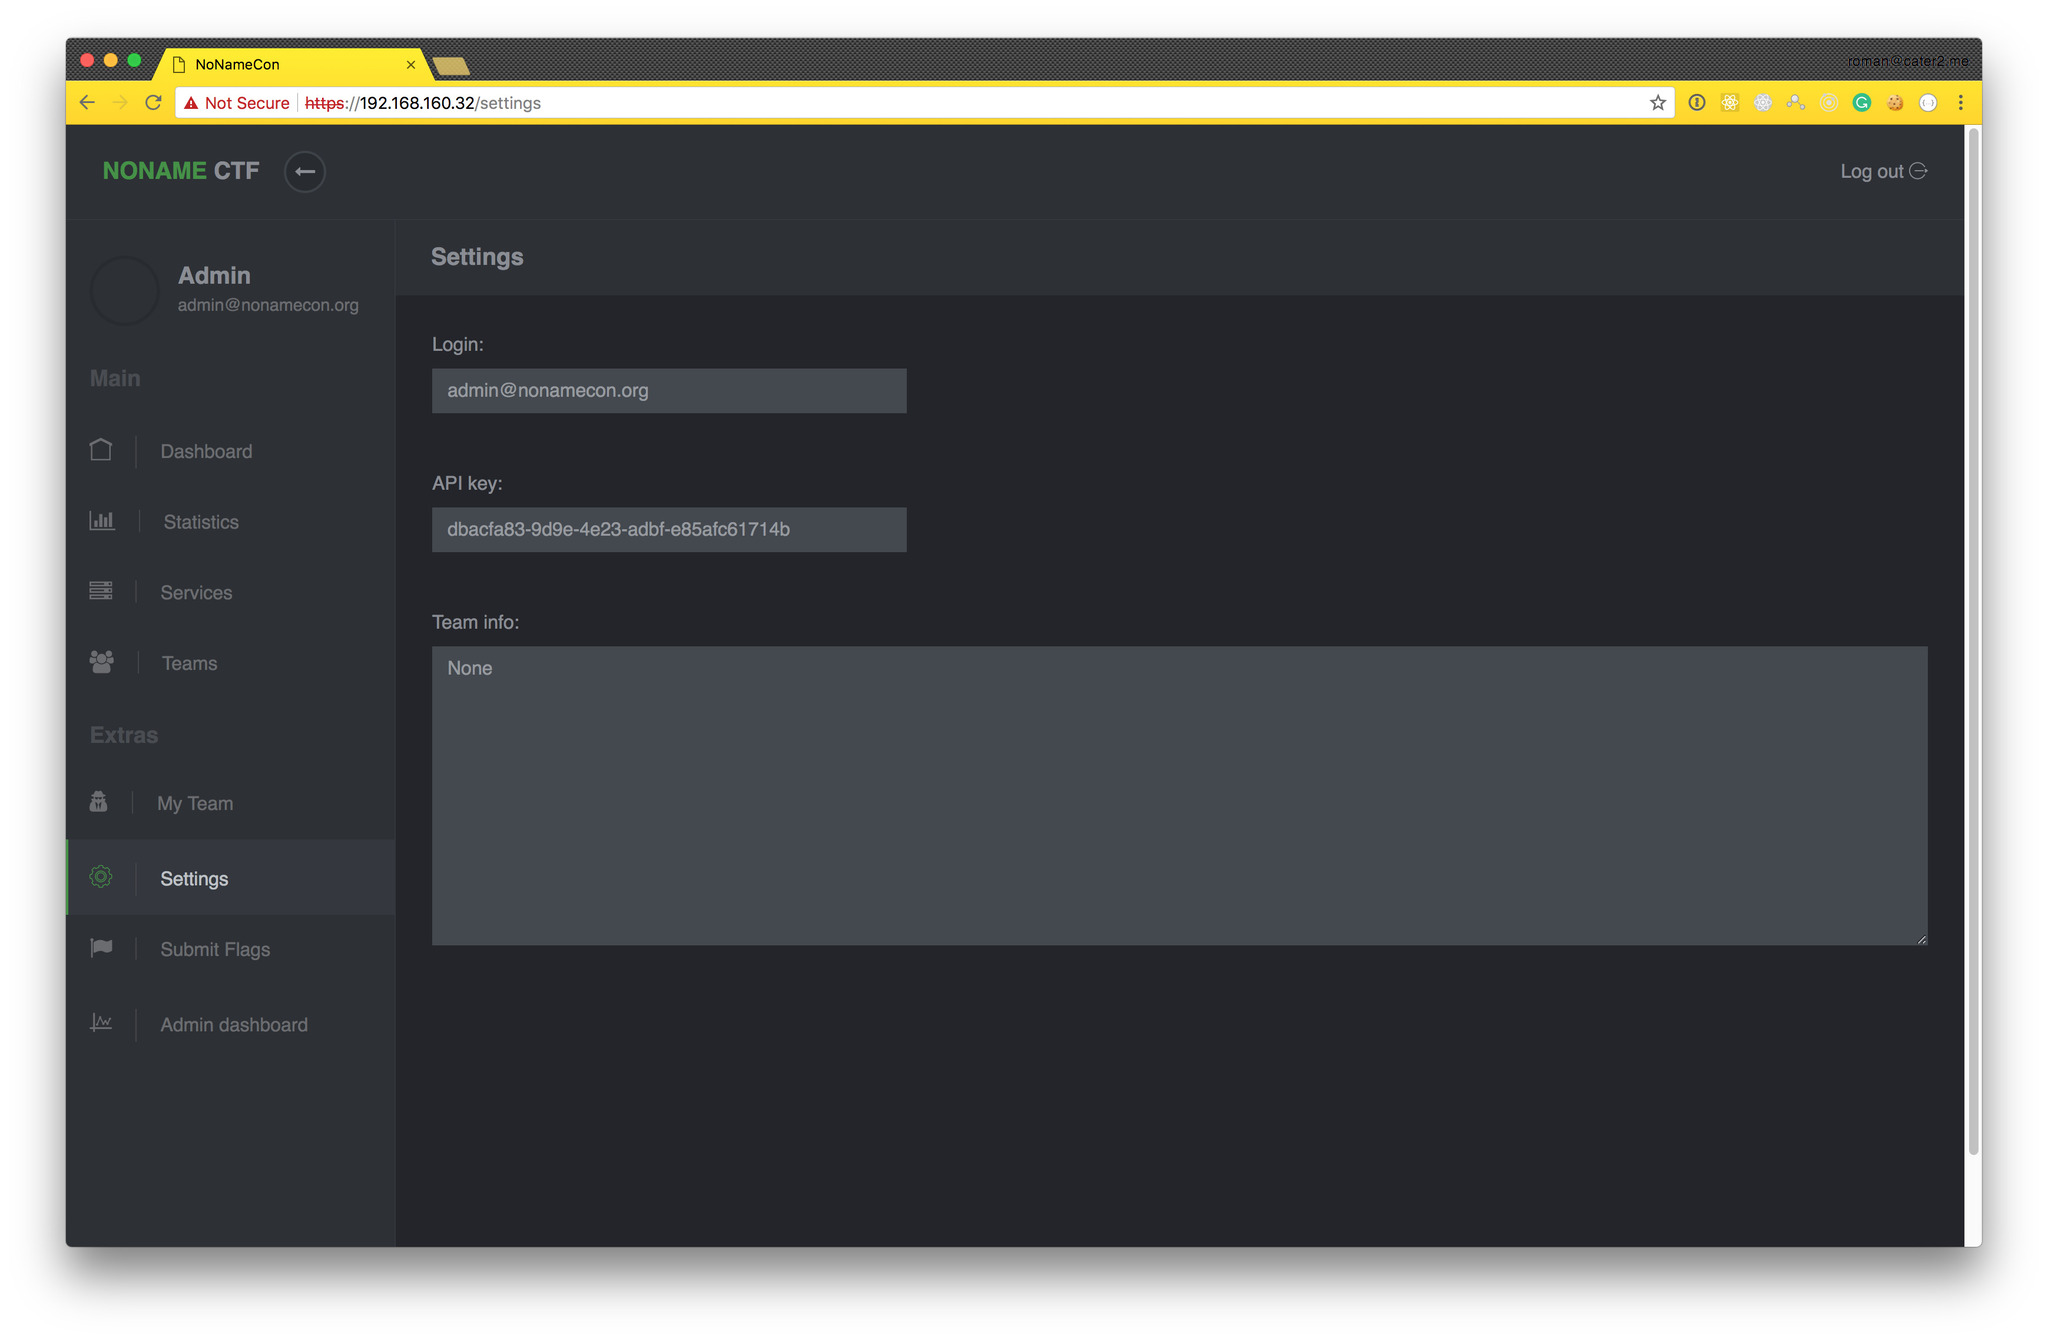 NoNameCon
roman@cater2.me
Not Secure https://192.168.160.32/settings
NONAME CTF
Log out
Admin
admin@nonamecon.org
Main
Dashboard
Statistics
Services
Teams
Extras
My Team
Settings
Submit Flags
Admin dashboard
Settings
Login:
admin@nonamecon.org
API key:
dbacfa83-9d9e-4e23-adbf-e85afc61714b
Team info:
None